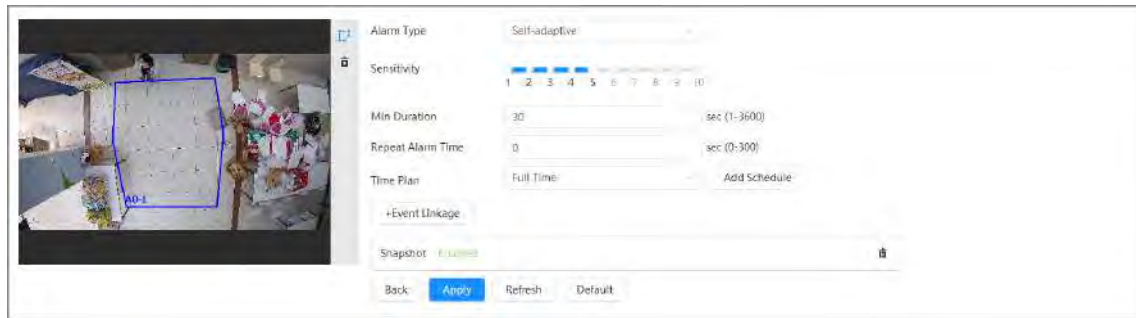 Alarm Type Self-adaptive
Sensitivity
1 2 3 4 5 6 7 8 9 10
Min Duration 30 sec (1-3600)
Repeat Alarm Time 0 sec (0-300)
Time Plan Full Time Add Schedule
+Event Linkage
Snapshot
Back Apply Refresh Default